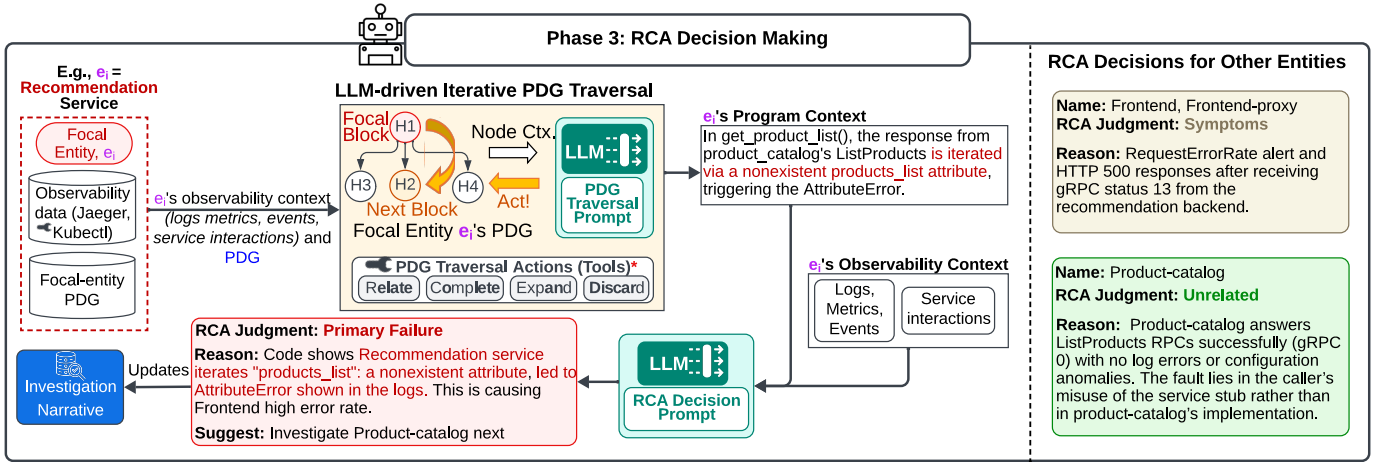 Phase 3: RCA Decision Making
E.g., ei =
Recommendation
Service
Focal
Entity, ei
Observability
data (Jaeger,
Kubectl)
Focal-entity
PDG
ei's observability context
(logs metrics, events,
service interactions) and
PDG
LLM-driven Iterative PDG Traversal
Focal
Block
H1
H3
H2
H4
Next Block
Node Ctx.
Act!
Focal Entity ei's PDG
LLM
PDG
Traversal
Prompt
PDG Traversal Actions (Tools)*
Relate
Complete
Expand
Discard
ei's Program Context
In get_product_list(), the response from
product_catalog's ListProducts is iterated
via a nonexistent products_list attribute,
triggering the AttributeError.
ei's Observability Context
Logs,
Metrics,
Events
Service
interactions
LLM
RCA Decision
Prompt
RCA Judgment: Primary Failure
Reason: Code shows Recommendation service
iterates "products_list": a nonexistent attribute, led to
AttributeError shown in the logs. This is causing
Frontend high error rate.
Suggest: Investigate Product-catalog next
Updates
Investigation
Narrative
RCA Decisions for Other Entities
Name: Frontend, Frontend-proxy
RCA Judgment: Symptoms
Reason: RequestErrorRate alert and
HTTP 500 responses after receiving
gRPC status 13 from the
recommendation backend.
Name: Product-catalog
RCA Judgment: Unrelated
Reason: Product-catalog answers
ListProducts RPCs successfully (gRPC
0) with no log errors or configuration
anomalies. The fault lies in the caller's
misuse of the service stub rather than
in product-catalog's implementation.